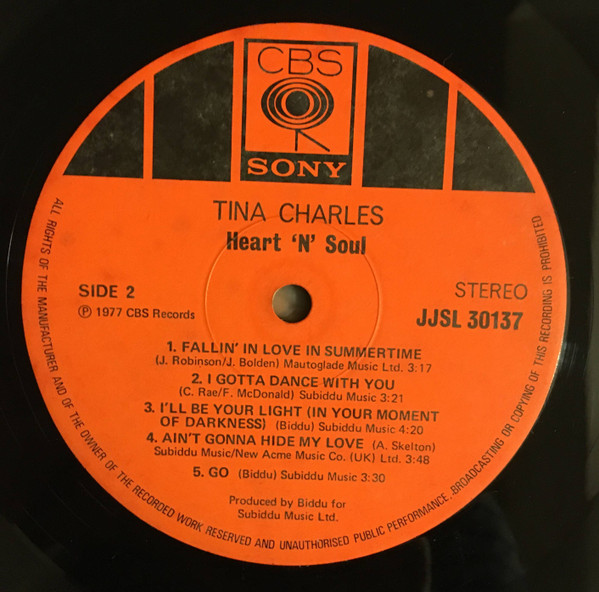 CBS
SONY
TINA CHARLES
Heart 'N' Soul
SIDE 2
STEREO
Ⓟ 1977 CBS Records
JJSL 30137
1. FALLIN' IN LOVE IN SUMMERTIME
(J. Robinson/J. Bolden) Mautoglade Music Ltd. 3:17
2. I GOTTA DANCE WITH YOU
(C. Rae/F. McDonald) Subiddu Music 3:21
3. I'LL BE YOUR LIGHT (IN YOUR MOMENT
OF DARKNESS) (Biddu) Subiddu Music 4:20
4. AIN'T GONNA HIDE MY LOVE (A. Skelton)
Subiddu Music/New Acme Music Co. (UK) Ltd. 3:48
5. GO (Biddu) Subiddu Music 3:30
Produced by Biddu for
Subiddu Music Ltd.
ALL RIGHTS OF THE MANUFACTURER AND OF THE OWNER OF THE RECORDED WORK RESERVED AND UNAUTHORISED PUBLIC PERFORMANCE. BROADCASTING OR COPYING OF THIS RECORDING IS PROHIBITED